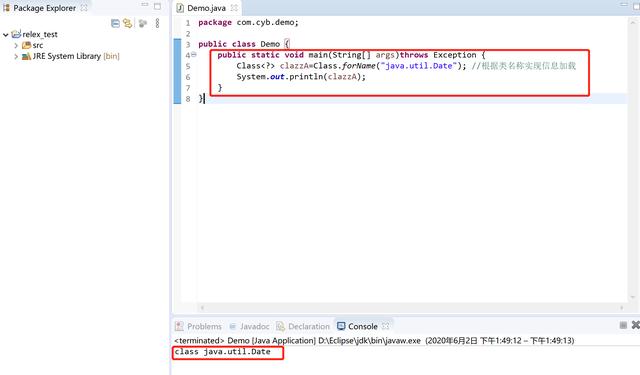 Package Explorer
relex_test
src
JRE System Library [bin]
Demo.java
1 package com.cyb.demo;
2
3 public class Demo {
4 public static void main(String[] args)throws Exception {
5 Class<?> clazzA=Class.forName("java.util.Date"); //根据类名称实现信息加载
6 System.out.println(clazzA);
7 }
8 }
Problems Javadoc Declaration Console
<terminated> Demo [Java Application] D:\Eclipse\jdk\bin\javaw.exe (2020年6月2日 下午1:49:12 – 下午1:49:13)
class java.util.Date